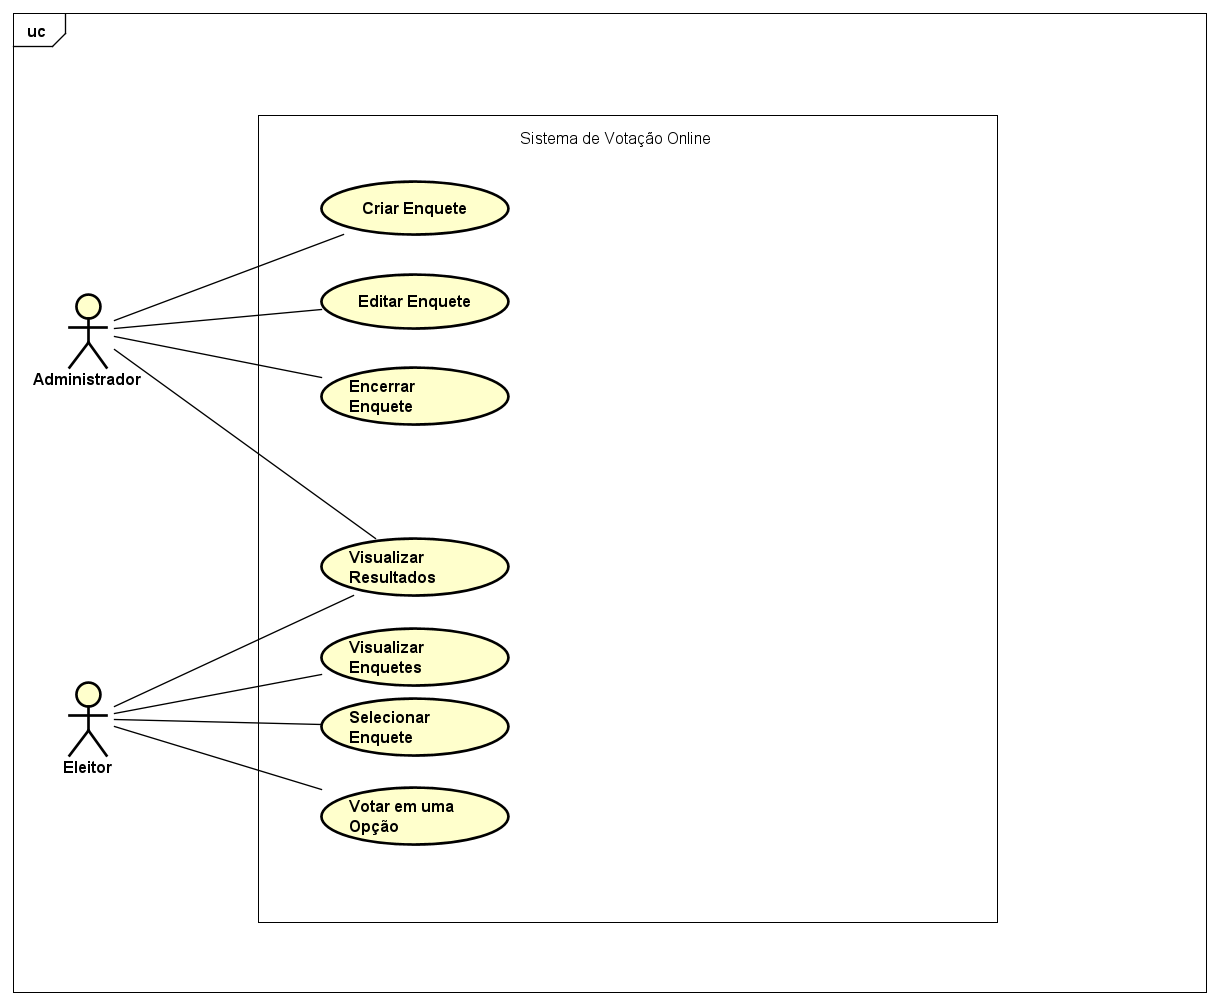 uc
Sistema de Votação Online
Criar Enquete
Editar Enquete
Administrador
Encerrar
Enquete
Visualizar
Resultados
Visualizar
Enquetes
Selecionar
Enquete
Eleitor
Votar em uma
Opção